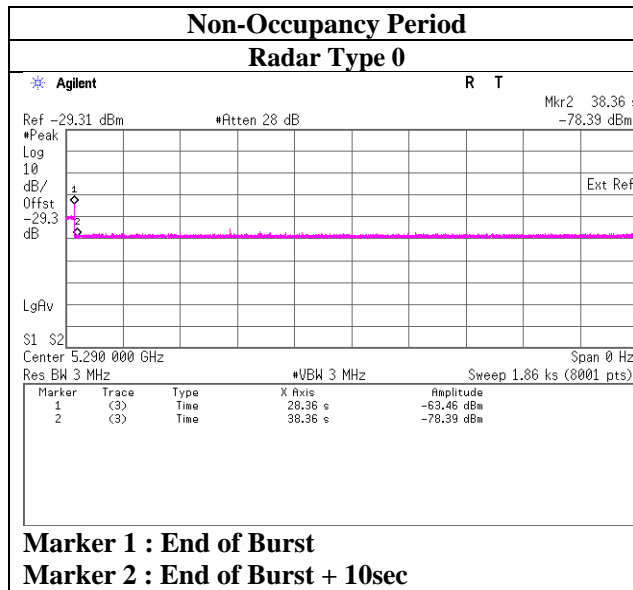 Non-Occupancy Period
Radar Type 0
Agilent R T
Mkr2 38.36 s
Ref -29.31 dBm #Atten 28 dB -78.39 dBm
#Peak
Log
10
dB/
1
Ext Ref
Offst
-29.3
2
dB
LgAv
S1 S2
Center 5.290 000 GHz Span 0 Hz
Res BW 3 MHz #VBW 3 MHz Sweep 1.86 ks (8001 pts)
Marker Trace Type X Axis Amplitude
1 (3) Time 28.36 s -63.46 dBm
2 (3) Time 38.36 s -78.39 dBm
Marker 1 : End of Burst
Marker 2 : End of Burst + 10sec